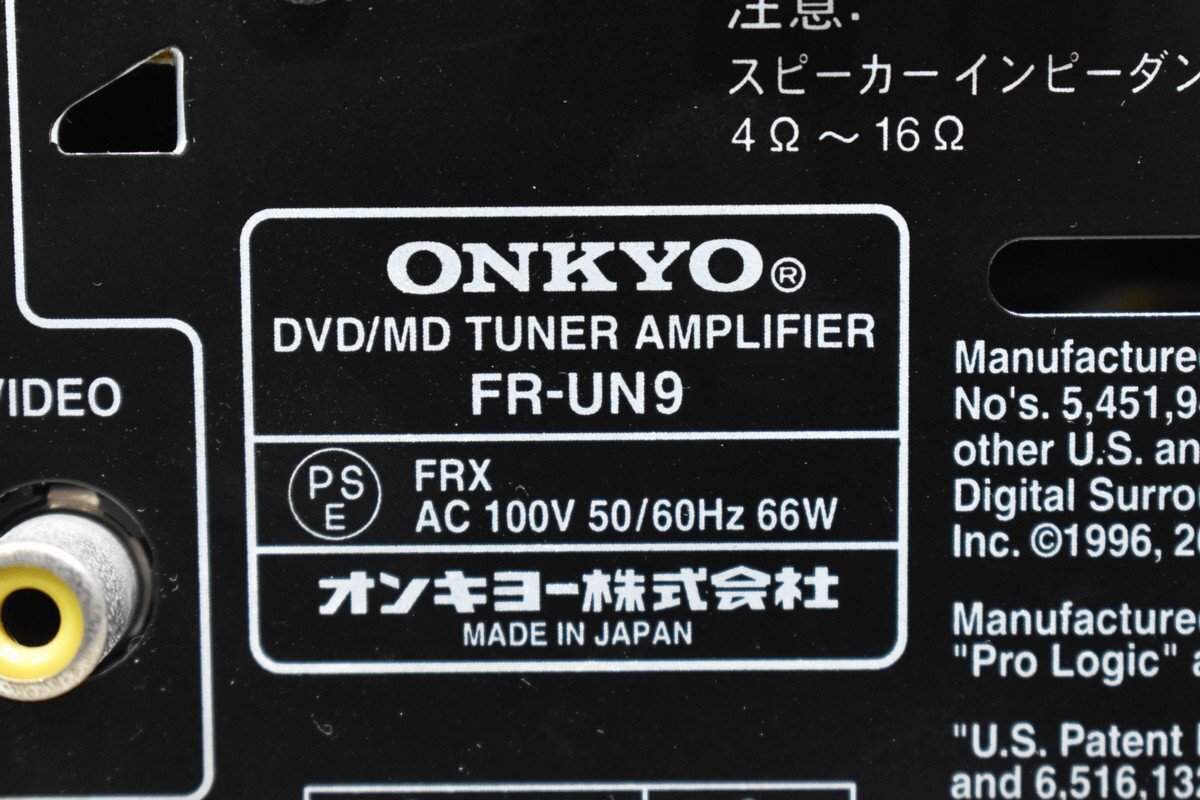 注意.
スピーカーインピーダン
4Ω～16Ω
ONKYO®
DVD/MD TUNER AMPLIFIER
FR-UN9
PSE
FRX
AC 100V 50/60Hz 66W
オンキヨー株式会社
MADE IN JAPAN
VIDEO
Manufacture
No's. 5,451,9
other U.S. an
Digital Surro
Inc. ©1996, 20
Manufacture
"Pro Logic" a
"U.S. Patent
and 6,516,13